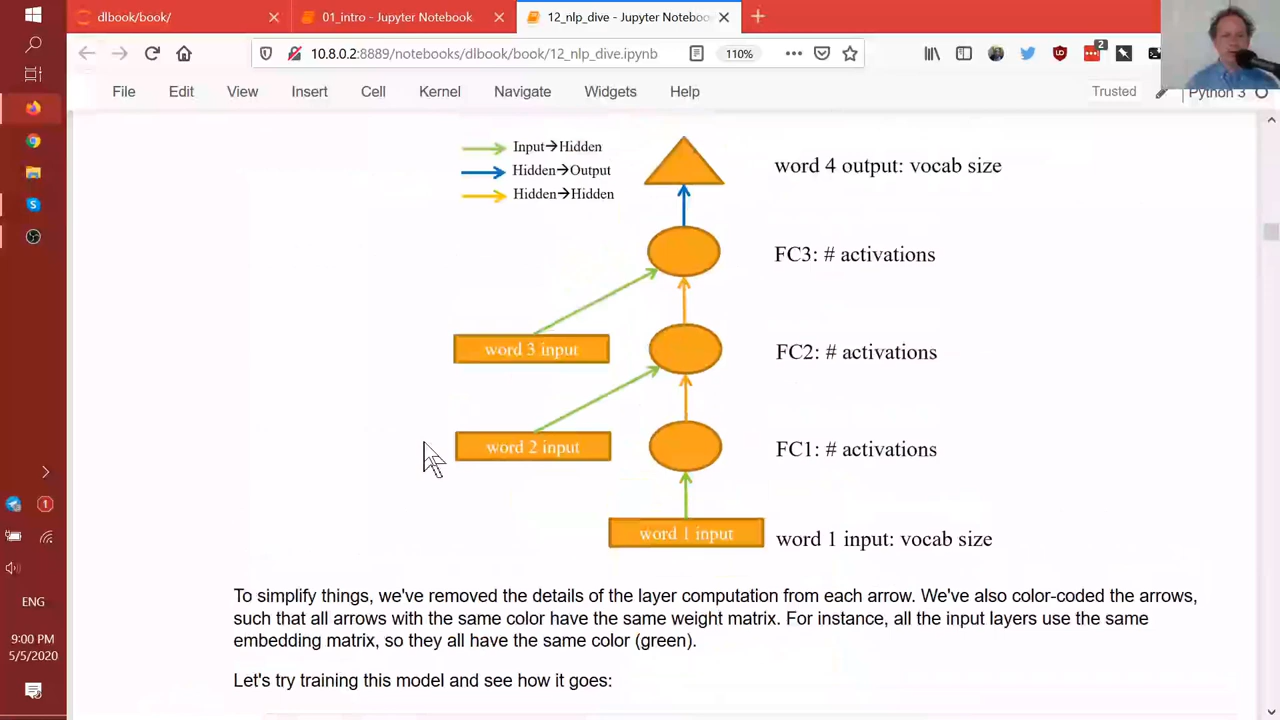 dlbook/book/
01_intro - Jupyter Notebook
12_nlp_dive - Jupyter Noteboo
10.8.0.2:8889/notebooks/dlbook/book/12_nlp_dive.ipynb
110%
2
File Edit View Insert Cell Kernel Navigate Widgets Help
Trusted
Python 3
Input→Hidden
Hidden→Output
Hidden→Hidden
word 4 output: vocab size
FC3: # activations
word 3 input
FC2: # activations
word 2 input
FC1: # activations
word 1 input
word 1 input: vocab size
To simplify things, we've removed the details of the layer computation from each arrow. We've also color-coded the arrows,
such that all arrows with the same color have the same weight matrix. For instance, all the input layers use the same
embedding matrix, so they all have the same color (green).
Let's try training this model and see how it goes:
1
ENG
9:00 PM
5/5/2020